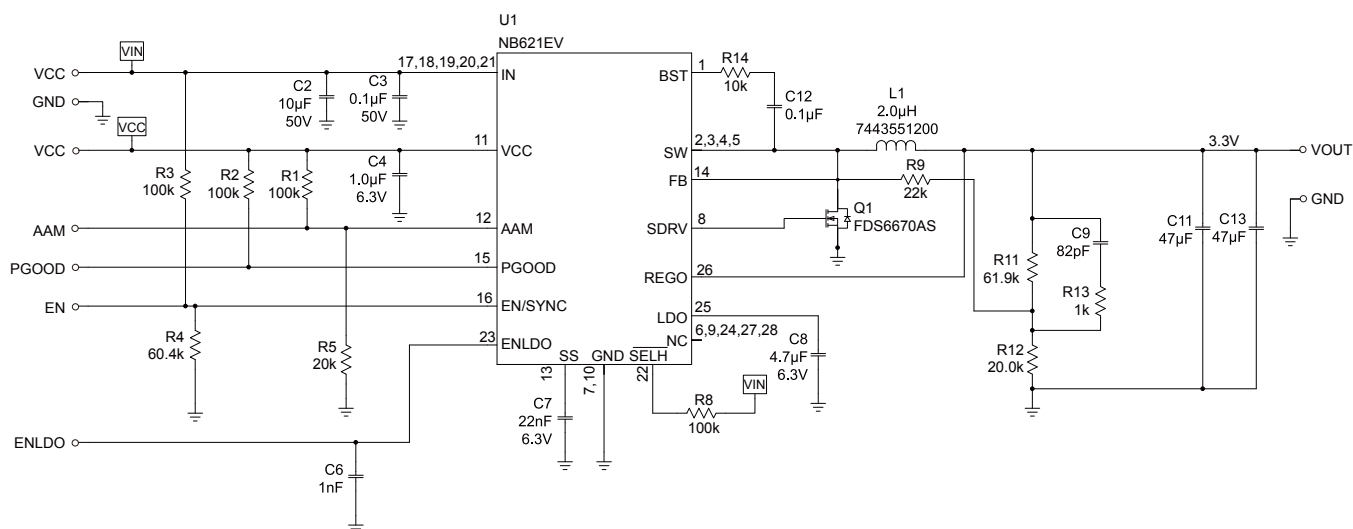 U1
NB621EV
VIN
VCC
GND
VCC
VCC
AAM
PGOOD
EN
ENLDO
17,18,19,20,21
IN
C2
10µF
50V
C3
0.1µF
50V
11
VCC
R3
100k
R2
100k
R1
100k
C4
1.0µF
6.3V
12
AAM
15
PGOOD
16
EN/SYNC
23
ENLDO
R4
60.4k
R5
20k
C6
1nF
SS
13
GND
7,10
SELH
22
C7
22nF
6.3V
BST
1
R14
10k
C12
0.1µF
SW
2,3,4,5
L1
2.0µH
7443551200
FB
14
R9
22k
SDRV
8
Q1
FDS6670AS
REGO
26
LDO
25
NC
6,9,24,27,28
C8
4.7µF
6.3V
VIN
R8
100k
R11
61.9k
C9
82pF
R13
1k
R12
20.0k
3.3V
C11
47µF
C13
47µF
VOUT
GND